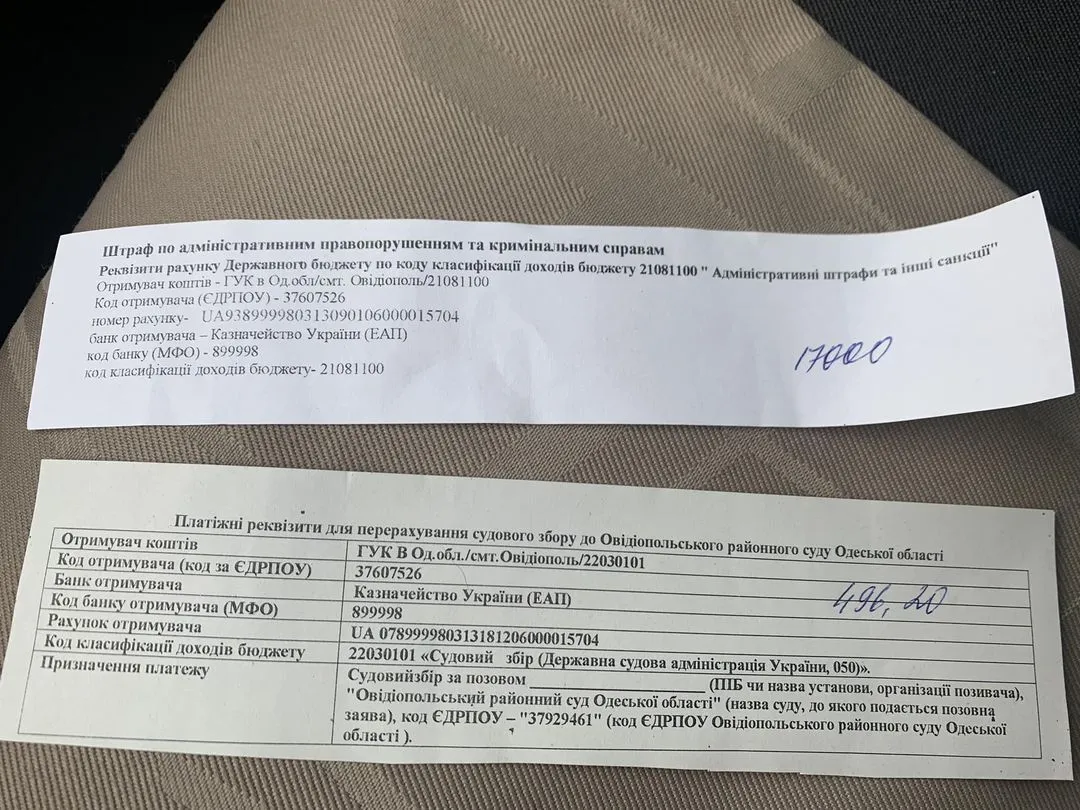 Штраф по адміністративним правопорушенням та кримінальним справам
Реквізити рахунку Державного бюджету по коду класифікації доходів бюджету 21081100 " Адміністративні штрафи та інші санкції"
Отримувач коштів - ГУК в Од.обл/смт. Овідіополь/21081100
Код отримувача (ЄДРПОУ) - 37607526
номер рахунку- UA938999980313090106000015704
банк отримувача – Казначейство України (ЕАП)
код банку (МФО) - 899998
код класифікації доходів бюджету- 21081100
17000
Платіжні реквізити для перерахування судового збору до Овідіопольського районного суду Одеської області
Отримувач коштів ГУК В Од.обл./смт.Овідіополь/22030101
Код отримувача (код за ЄДРПОУ) 37607526
Банк отримувача Казначейство України (ЕАП)
Код банку отримувача (МФО) 899998
496,20
Рахунок отримувача UA 078999980313181206000015704
Код класифікації доходів бюджету 22030101 «Судовий збір (Державна судова адміністрація України, 050)».
Призначення платежу Судовийзбір за позовом ____________________ (ПІБ чи назва установи, організації позивача),
"Овідіопольський районний суд Одеської області" (назва суду, до якого подається позовна
заява), код ЄДРПОУ – "37929461" (код ЄДРПОУ Овідіопольського районного суду Одеської
області ).